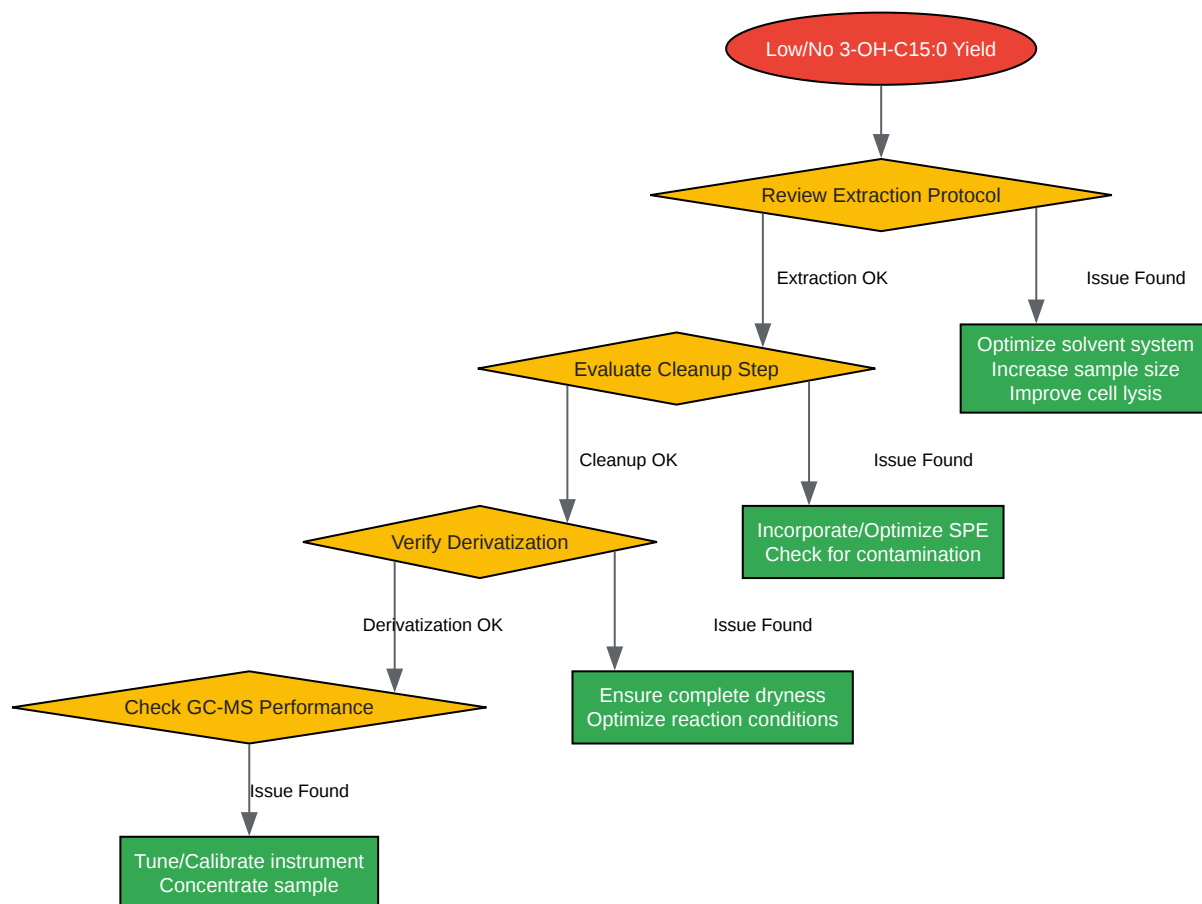 Low/No 3-OH-C15:0 Yield
Review Extraction Protocol
Extraction OK
Issue Found
Optimize solvent system
Increase sample size
Improve cell lysis
Evaluate Cleanup Step
Cleanup OK
Issue Found
Incorporate/Optimize SPE
Check for contamination
Verify Derivatization
Derivatization OK
Issue Found
Ensure complete dryness
Optimize reaction conditions
Check GC-MS Performance
Issue Found
Tune/Calibrate instrument
Concentrate sample